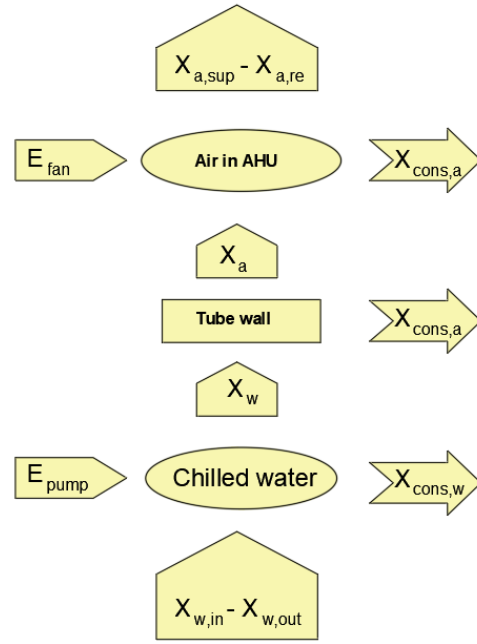 X a,sup - X a,re
E fan Air in AHU X cons,a
X a
Tube wall X cons,a
X w
E pump Chilled water X cons,w
X w,in - X w,out